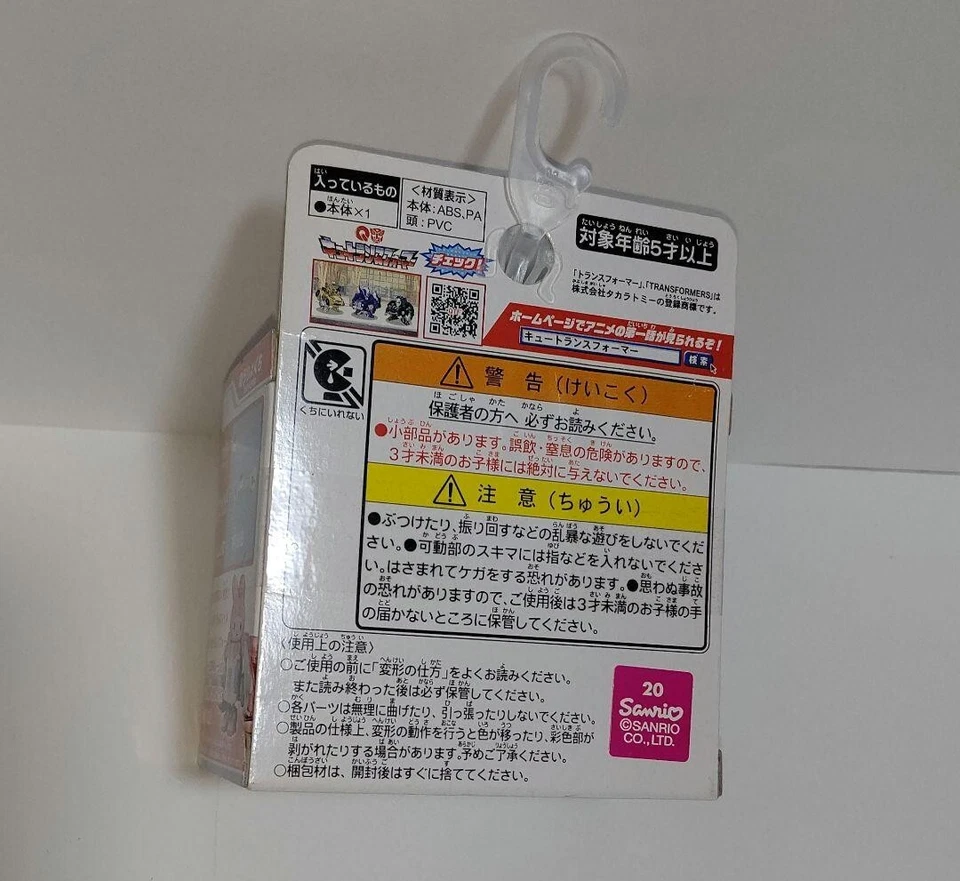 入っているもの
●本体×1
<材質表示>
本体:ABS,PA
頭:PVC
対象年齢5才以上
キュートランスフォーマー
チェック!
「トランスフォーマー」、「TRANSFORMERS」は
株式会社タカラトミーの登録商標です。
ホームページでアニメの第一話が見られるぞ!
キュートランスフォーマー
検索
くちにいれない
警告(けいこく)
保護者の方へ 必ずお読みください。
●小部品があります。誤飲・窒息の危険がありますので、
3才未満のお子様には絶対に与えないでください。
注意(ちゅうい)
●ぶつけたり、振り回すなどの乱暴な遊びをしないでくだ
さい。●可動部のスキマには指などを入れないでくださ
い。はさまれてケガをする恐れがあります。●思わぬ事故
の恐れがありますので、ご使用後は3才未満のお子様の手
の届かないところに保管してください。
〈使用上の注意〉
○ご使用の前に「変形の仕方」をよくお読みください。
また読み終わった後は必ず保管してください。
○各パーツは無理に曲げたり、引っ張ったりしないでください。
○製品の仕様上、変形の動作を行うと色が移ったり、彩色部が
剥がれたりする場合があります。予めご了承ください。
○梱包材は、開封後はすぐに捨ててください。
20
Sanrio
©SANRIO
CO.,LTD.